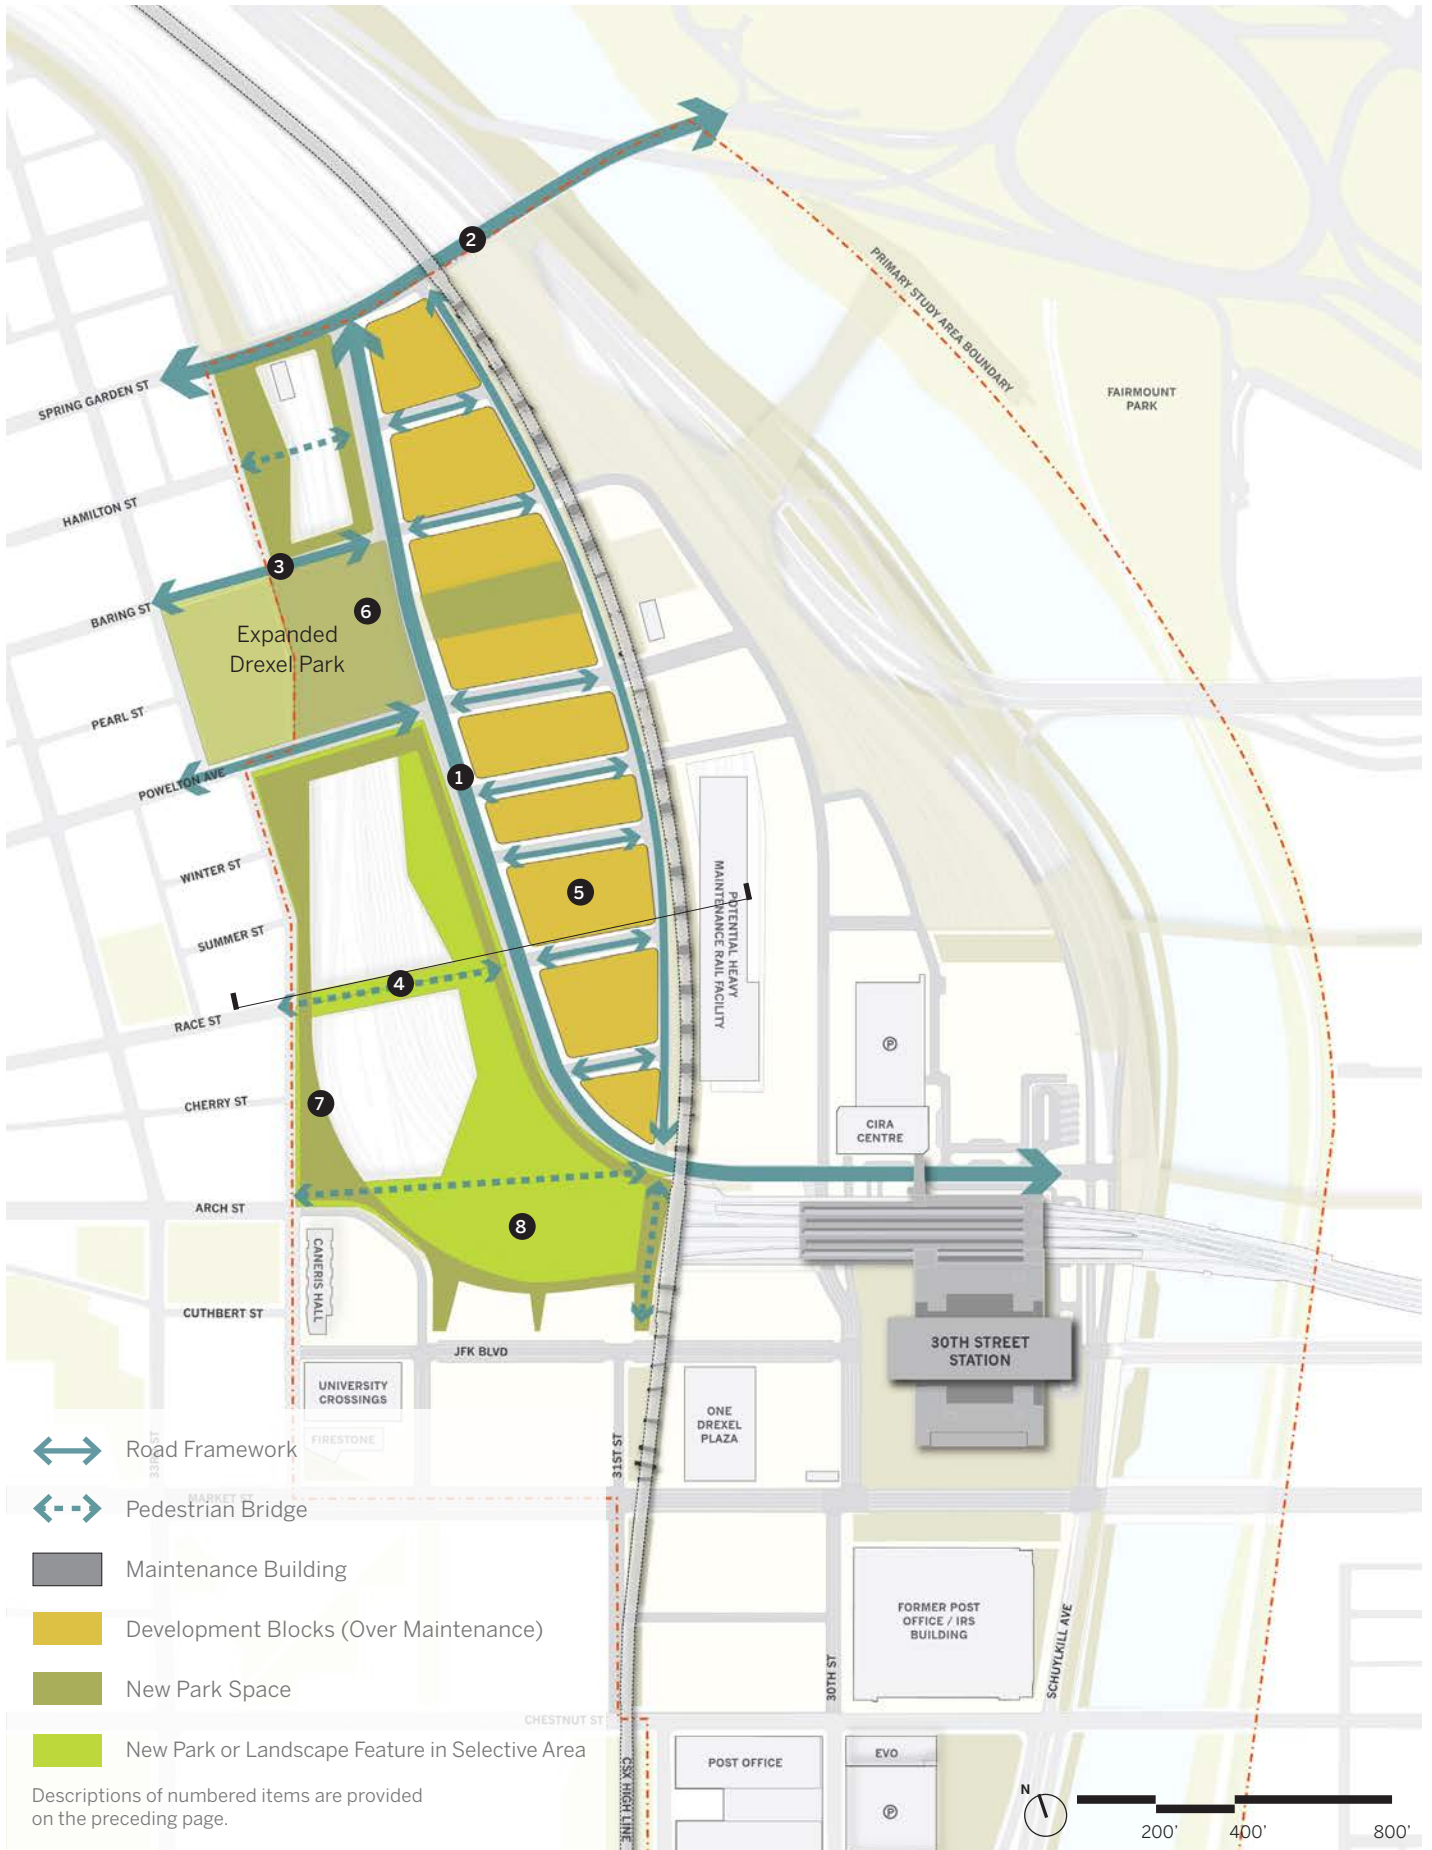 2
PRIMARY STUDY AREA BOUNDARY
FAIRMOUNT
PARK
SPRING GARDEN ST
HAMILTON ST
3
BARING ST
6
Expanded
Drexel Park
PEARL ST
1
POWELTON AVE
WINTER ST
5
POTENTIAL HEAVY
MAINTENANCE RAIL FACILITY
SUMMER ST
4
RACE ST
P
CHERRY ST
7
CIRA
CENTRE
ARCH ST
8
CANERIS HALL
CUTHBERT ST
JFK BLVD
30TH STREET
STATION
UNIVERSITY
CROSSINGS
ONE
DREXEL
PLAZA
FIRESTONE
33RD ST
31ST ST
MARKET ST
Road Framework
Pedestrian Bridge
Maintenance Building
Development Blocks (Over Maintenance)
New Park Space
New Park or Landscape Feature in Selective Area
Descriptions of numbered items are provided
on the preceding page.
FORMER POST
OFFICE / IRS
BUILDING
30TH ST
SCHUYLKILL AVE
CHESTNUT ST
CSX HIGH LINE
POST OFFICE
EVO
P
N
200'
400'
800'